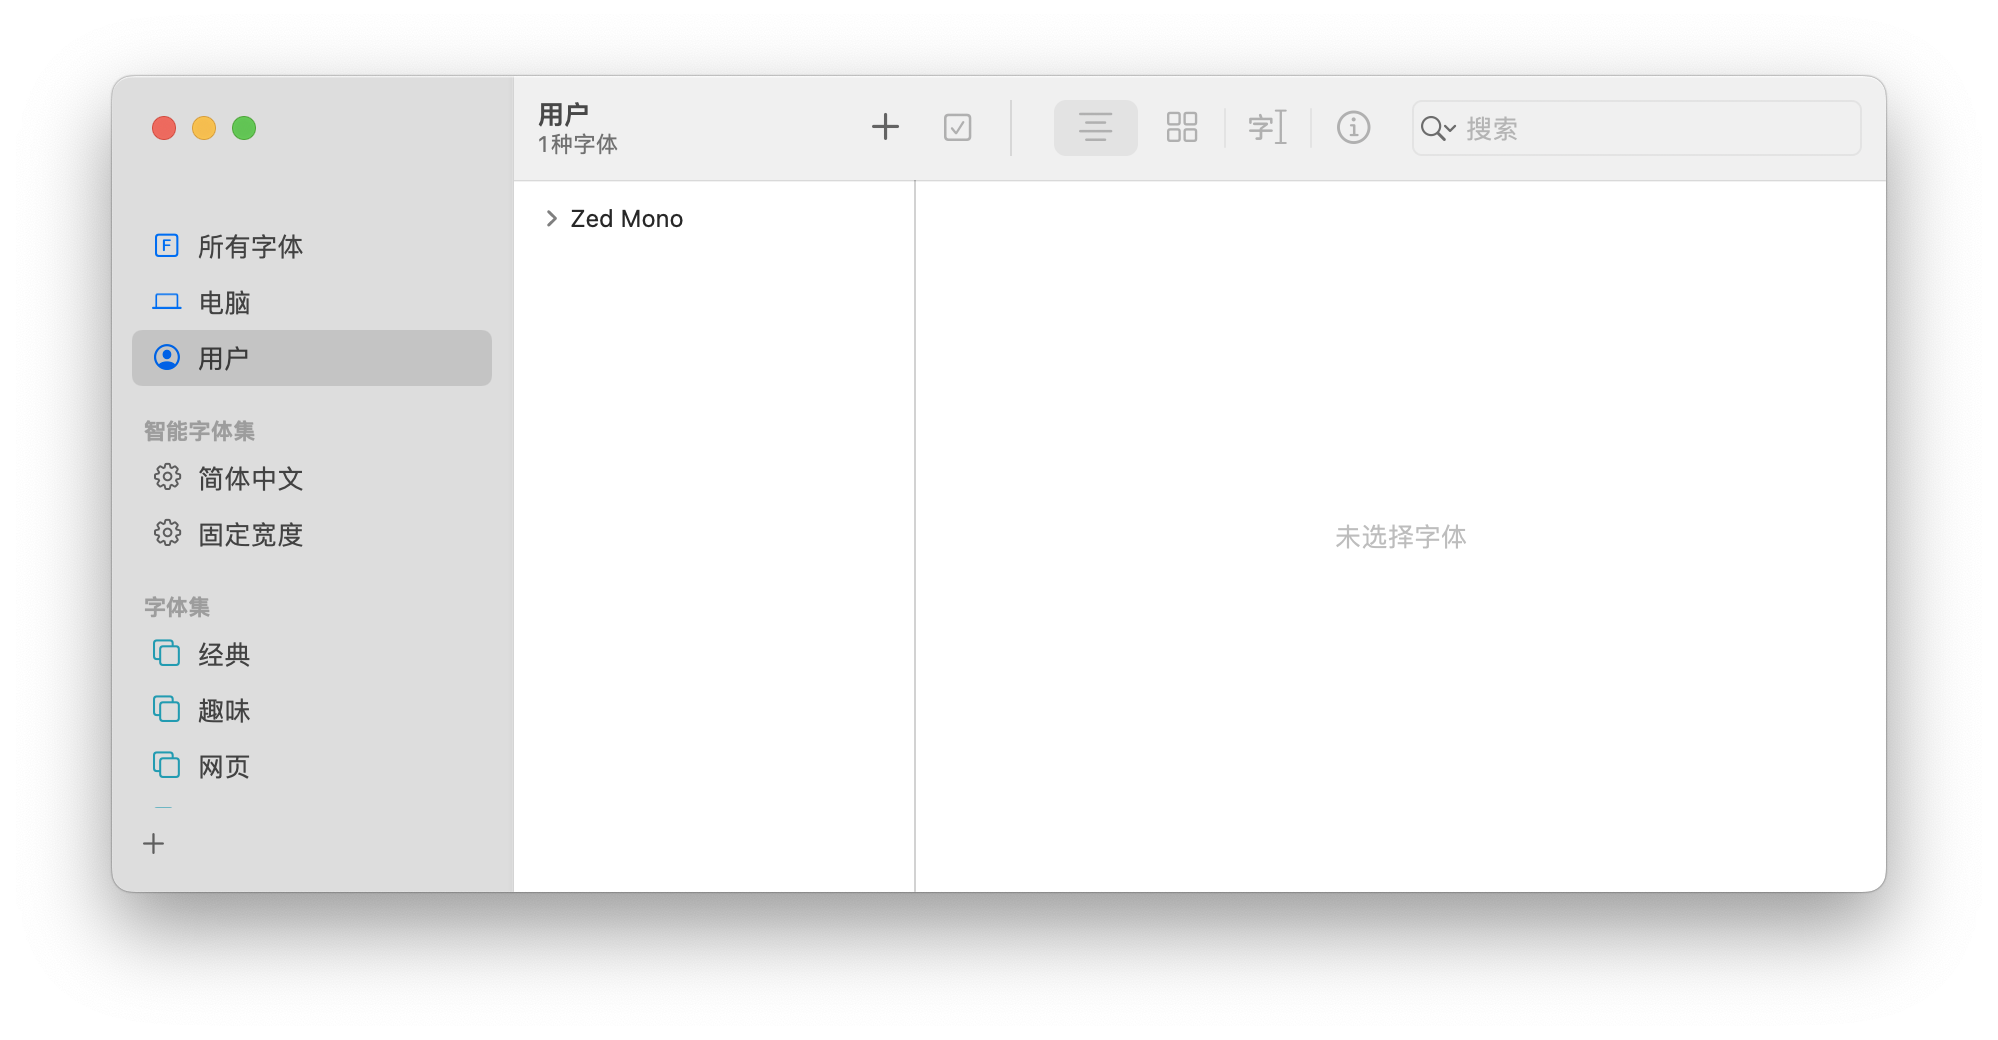 用户
1种字体
字
搜索
F 所有字体
电脑
用户
智能字体集
简体中文
固定宽度
字体集
经典
趣味
网页
Zed Mono
未选择字体